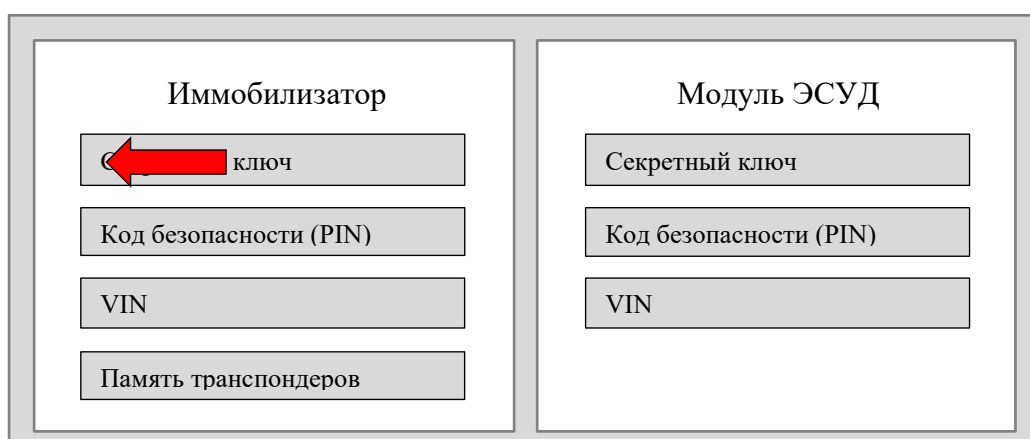 Иммобилизатор
ключ
Код безопасности (PIN)
VIN
Память транспондеров
Модуль ЭСУД
Секретный ключ
Код безопасности (PIN)
VIN